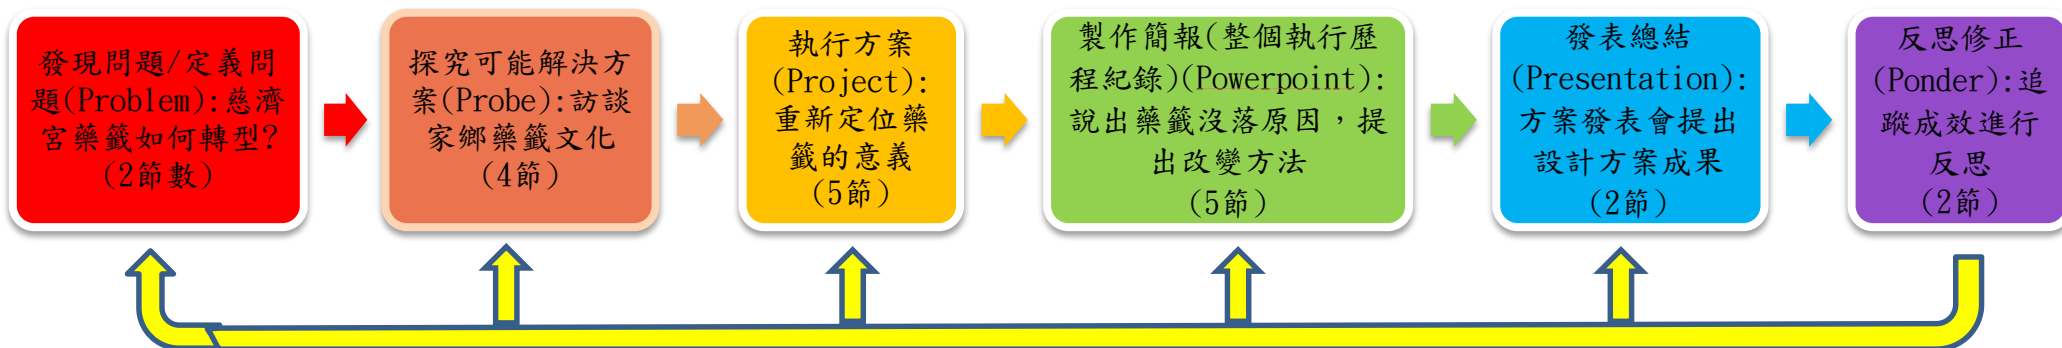 發現問題/定義問
題(Problem):慈濟
宮藥籤如何轉型?
(2節數)
探究可能解決方
案(Probe):訪談
家鄉藥籤文化
(4節)
執行方案
(Project):
重新定位藥
籤的意義
(5節)
製作簡報(整個執行歷
程紀錄)(Powerpoint):
說出藥籤沒落原因，提
出改變方法
(5節)
發表總結
(Presentation):
方案發表會提出
設計方案成果
(2節)
反思修正
(Ponder):追
蹤成效進行
反思
(2節)